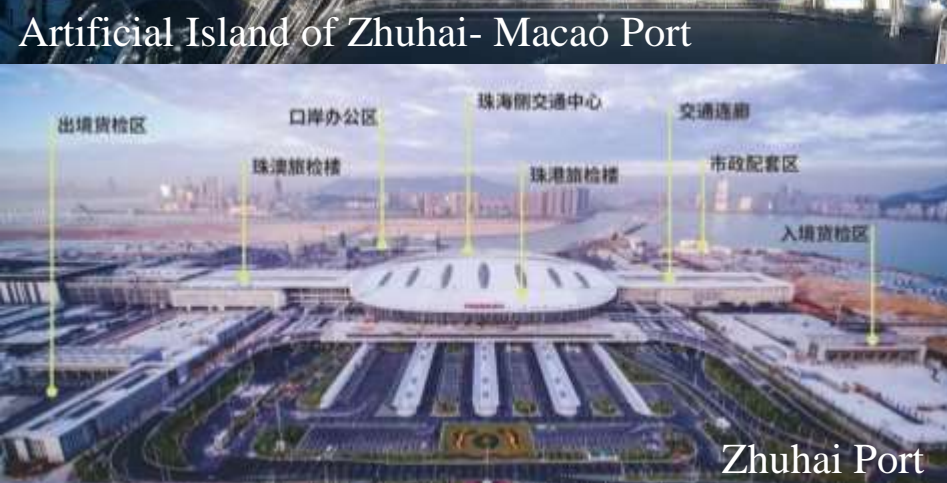 Artificial Island of Zhuhai- Macao Port
珠海侧交通中心
口岸办公区
交通连廊
出境货检区
珠澳旅检楼
珠港旅检楼
市政配套区
入境货检区
Zhuhai Port